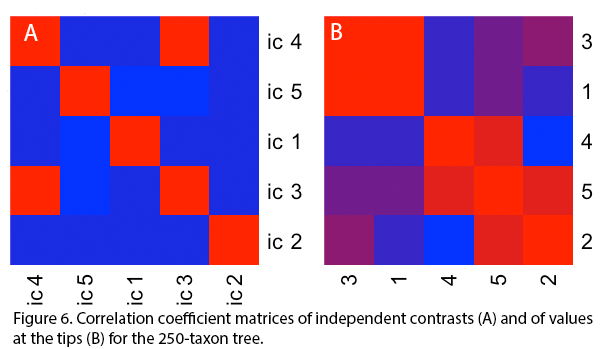 A
B
ic 4
ic 5
ic 1
ic 3
ic 2
3
1
4
5
2
ic 4 ic 5 ic 1 ic 3 ic 2
3 1 4 5 2
Figure 6. Correlation coefficient matrices of independent contrasts (A) and of values
at the tips (B) for the 250-taxon tree.